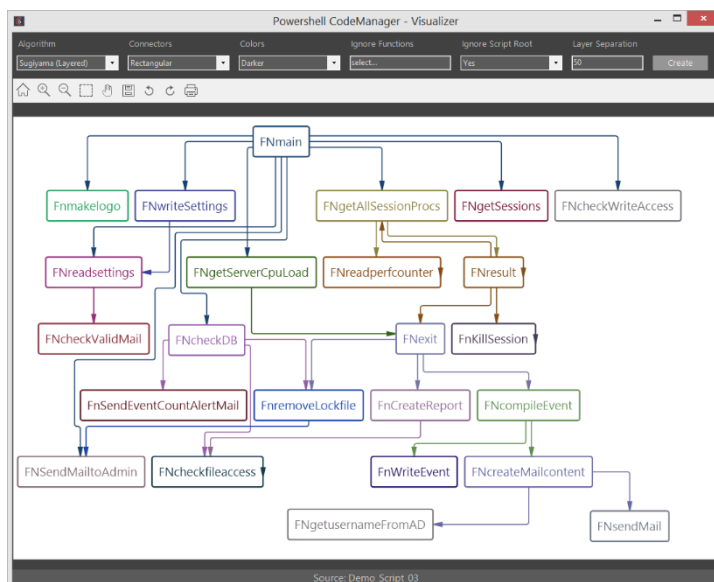 Powershell CodeManager - Visualizer
Algorithm Connectors Colors Ignore Functions Ignore Script Root Layer Separation
Sugiyama (Layered) Rectangular Darker select... Yes 50 Create
FNmain
Fnmakelogo FNwriteSettings FNgetAllSessionProcs FNgetSessions FNcheckWriteAccess
FNreadsettings FNgetServerCpuLoad FNreadperfcounter FNresult
FNcheckValidMail FNcheckDB FNexit FnKillSession
FnSendEventCountAlertMail FnremoveLockfile FnCreateReport FNcompileEvent
FNSendMailtoAdmin FNcheckfileaccess FnWriteEvent FNcreateMailcontent
FNgetusernameFromAD FNsendMail
Source: Demo_Script_03